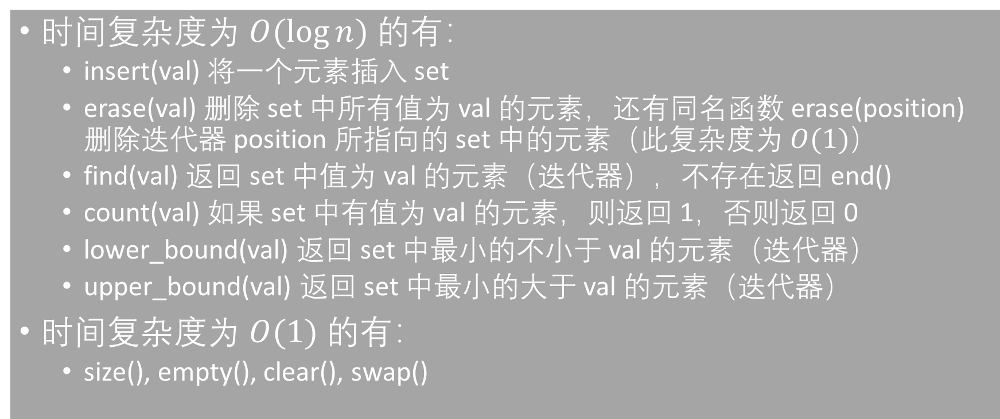 • 时间复杂度为 O(log n) 的有：
• insert(val) 将一个元素插入 set
• erase(val) 删除 set 中所有值为 val 的元素，还有同名函数 erase(position)
删除迭代器 position 所指向的 set 中的元素（此复杂度为 O(1)）
• find(val) 返回 set 中值为 val 的元素（迭代器），不存在返回 end()
• count(val) 如果 set 中有值为 val 的元素，则返回 1，否则返回 0
• lower_bound(val) 返回 set 中最小的不小于 val 的元素（迭代器）
• upper_bound(val) 返回 set 中最小的大于 val 的元素（迭代器）
• 时间复杂度为 O(1) 的有：
• size(), empty(), clear(), swap()